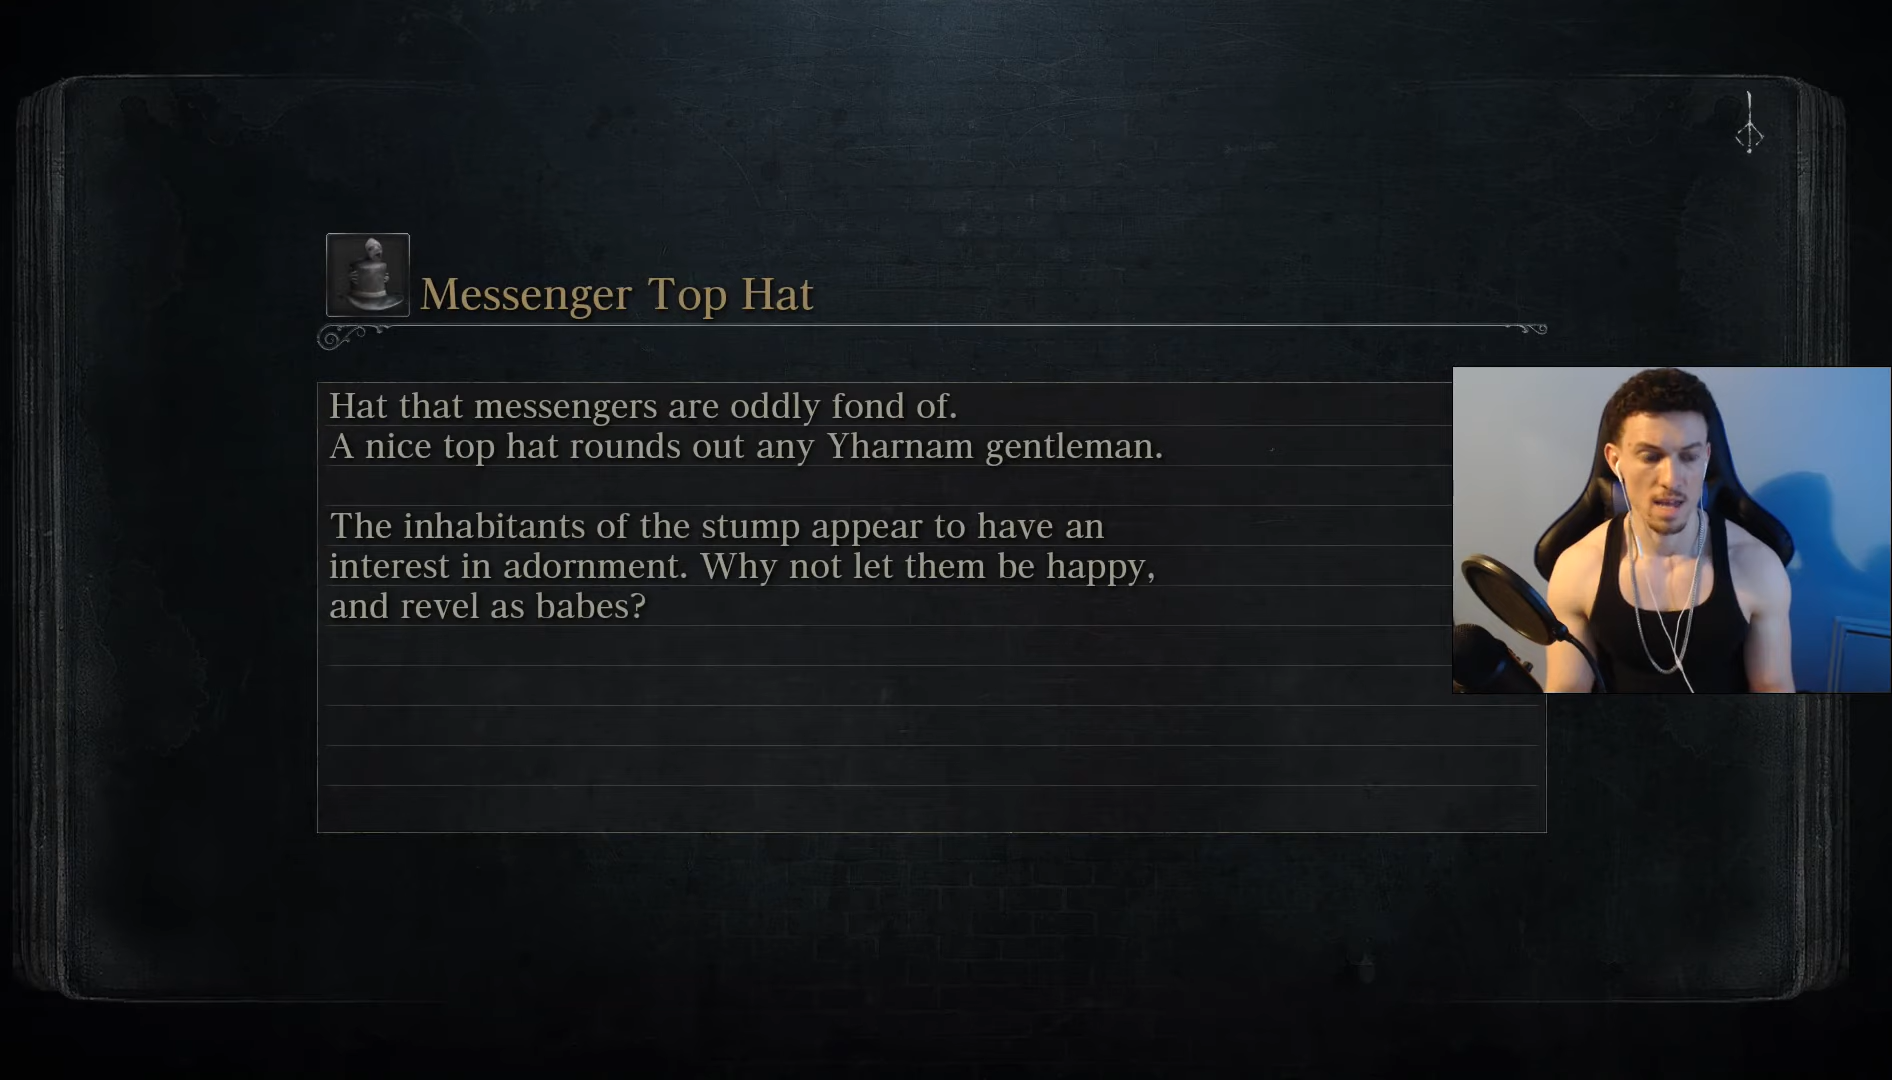 Messenger Top Hat
Hat that messengers are oddly fond of.
A nice top hat rounds out any Yharnam gentleman.
The inhabitants of the stump appear to have an
interest in adornment. Why not let them be happy,
and revel as babes?